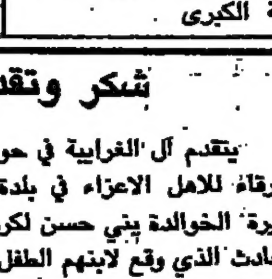 ة الكبرى
شكر وتقد
يتقدم آل الغرايبة في حو
رقاء للاهل الاعزاء في بلدة
يرة الخوالدة بني حسن لكر
ادث الذي وقع لابنهم الطفل